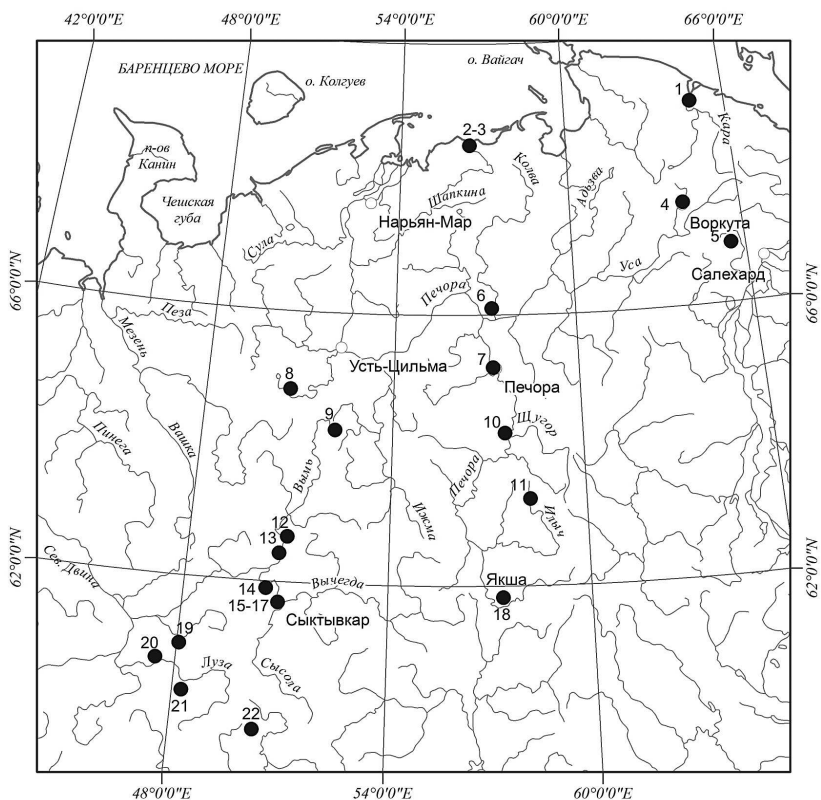 42°0'0"E 48°0'0"E 54°0'0"E 60°0'0"E 66°0'0"E
БАРЕНЦЕВО МОРЕ
о. Колгуев
о. Вайгач
1
Кара
2-3
п-ов
Канин
Колва
Адзьва
Чешская
губа
Шапкина
4
Нарьян-Мар
Воркута
5
Сула
Уса
Салехард
66°0'0"N
66°0'0"N
Печора
6
Пеза
Мезень
Усть-Цильма
7
8
Печора
9
10
Щугор
Пинега
Вашка
Вымь
Печора
11
Ижма
Илыч
12
13
62°0'0"N
62°0'0"N
Сев. Двина
14
Вычегда
Якша
15-17
Сыктывкар
18
19
20
Луза
Сысола
21
22
48°0'0"E 54°0'0"E 60°0'0"E